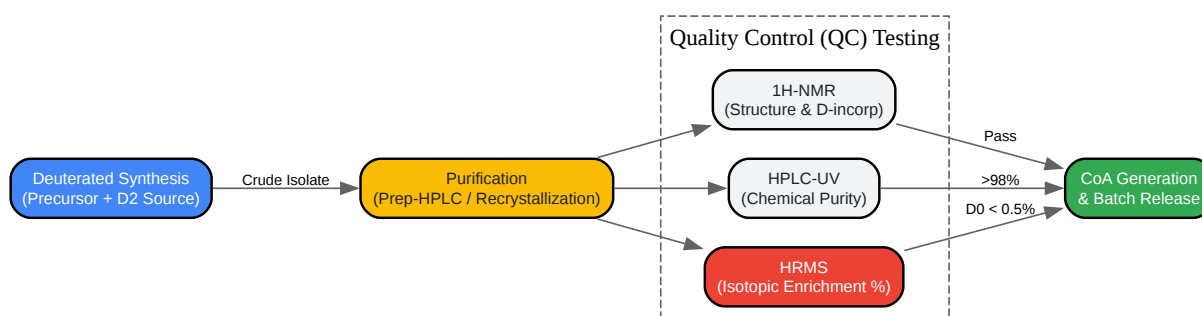 Quality Control (QC) Testing
Deuterated Synthesis
(Precursor + D2 Source)
Crude Isolate
Purification
(Prep-HPLC / Recrystallization)
1H-NMR
(Structure & D-incorp)
HPLC-UV
(Chemical Purity)
HRMS
(Isotopic Enrichment %)
Pass
>98%
D0 < 0.5%
CoA Generation
& Batch Release